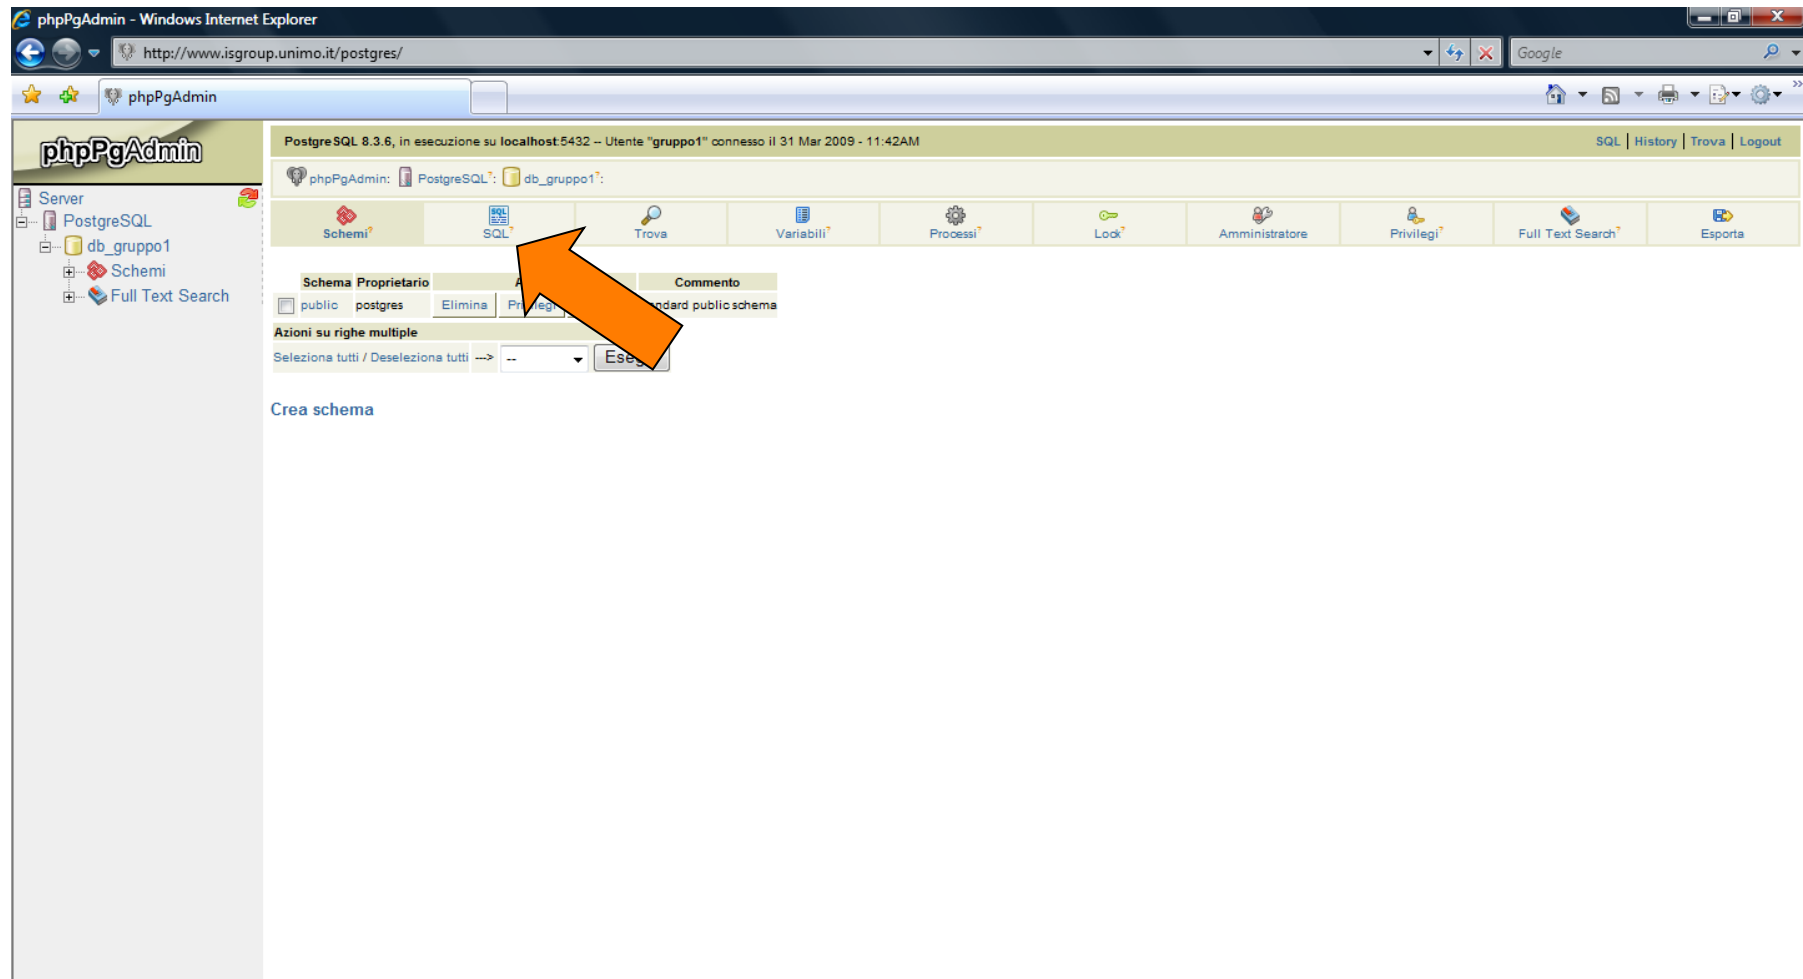 phpPgAdmin - Windows Internet Explorer
http://www.isgroup.unimo.it/postgres/
Google
phpPgAdmin
phpPgAdmin
Server
PostgreSQL
db_gruppo1
Schemi
Full Text Search
PostgreSQL 8.3.6, in esecuzione su localhost:5432 -- Utente "gruppo1" connesso il 31 Mar 2009 - 11:42AM
SQL | History | Trova | Logout
phpPgAdmin: PostgreSQL?: db_gruppo1?:
Schemi? SQL? Trova Variabili? Processi? Lock? Amministratore Privilegi? Full Text Search? Esporta
Schema Proprietario Commento
public postgres Elimina public schema
Azioni su righe multiple
Seleziona tutti / Deseleziona tutti ---> --
Crea schema